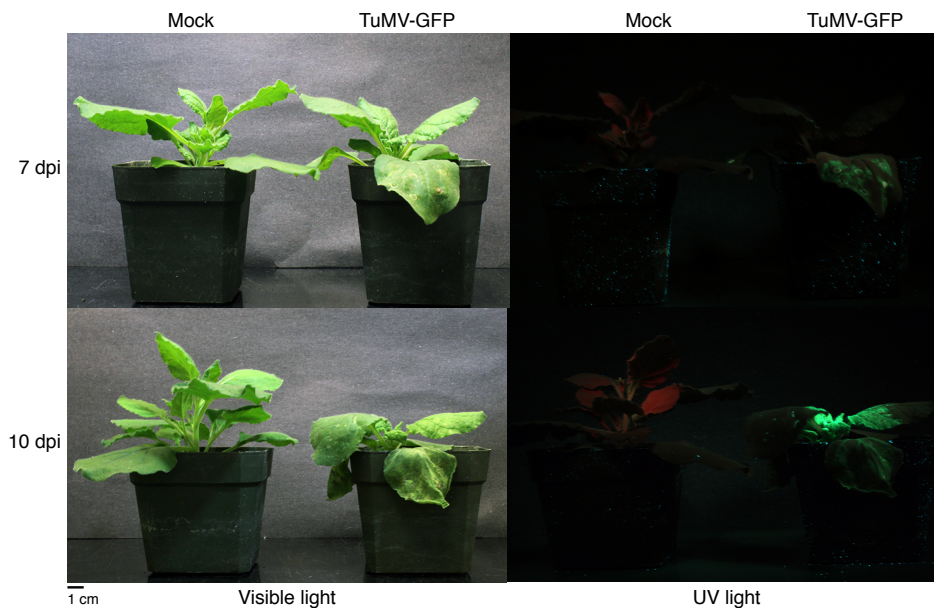 Mock TuMV-GFP Mock TuMV-GFP
7 dpi
10 dpi
1 cm
Visible light UV light